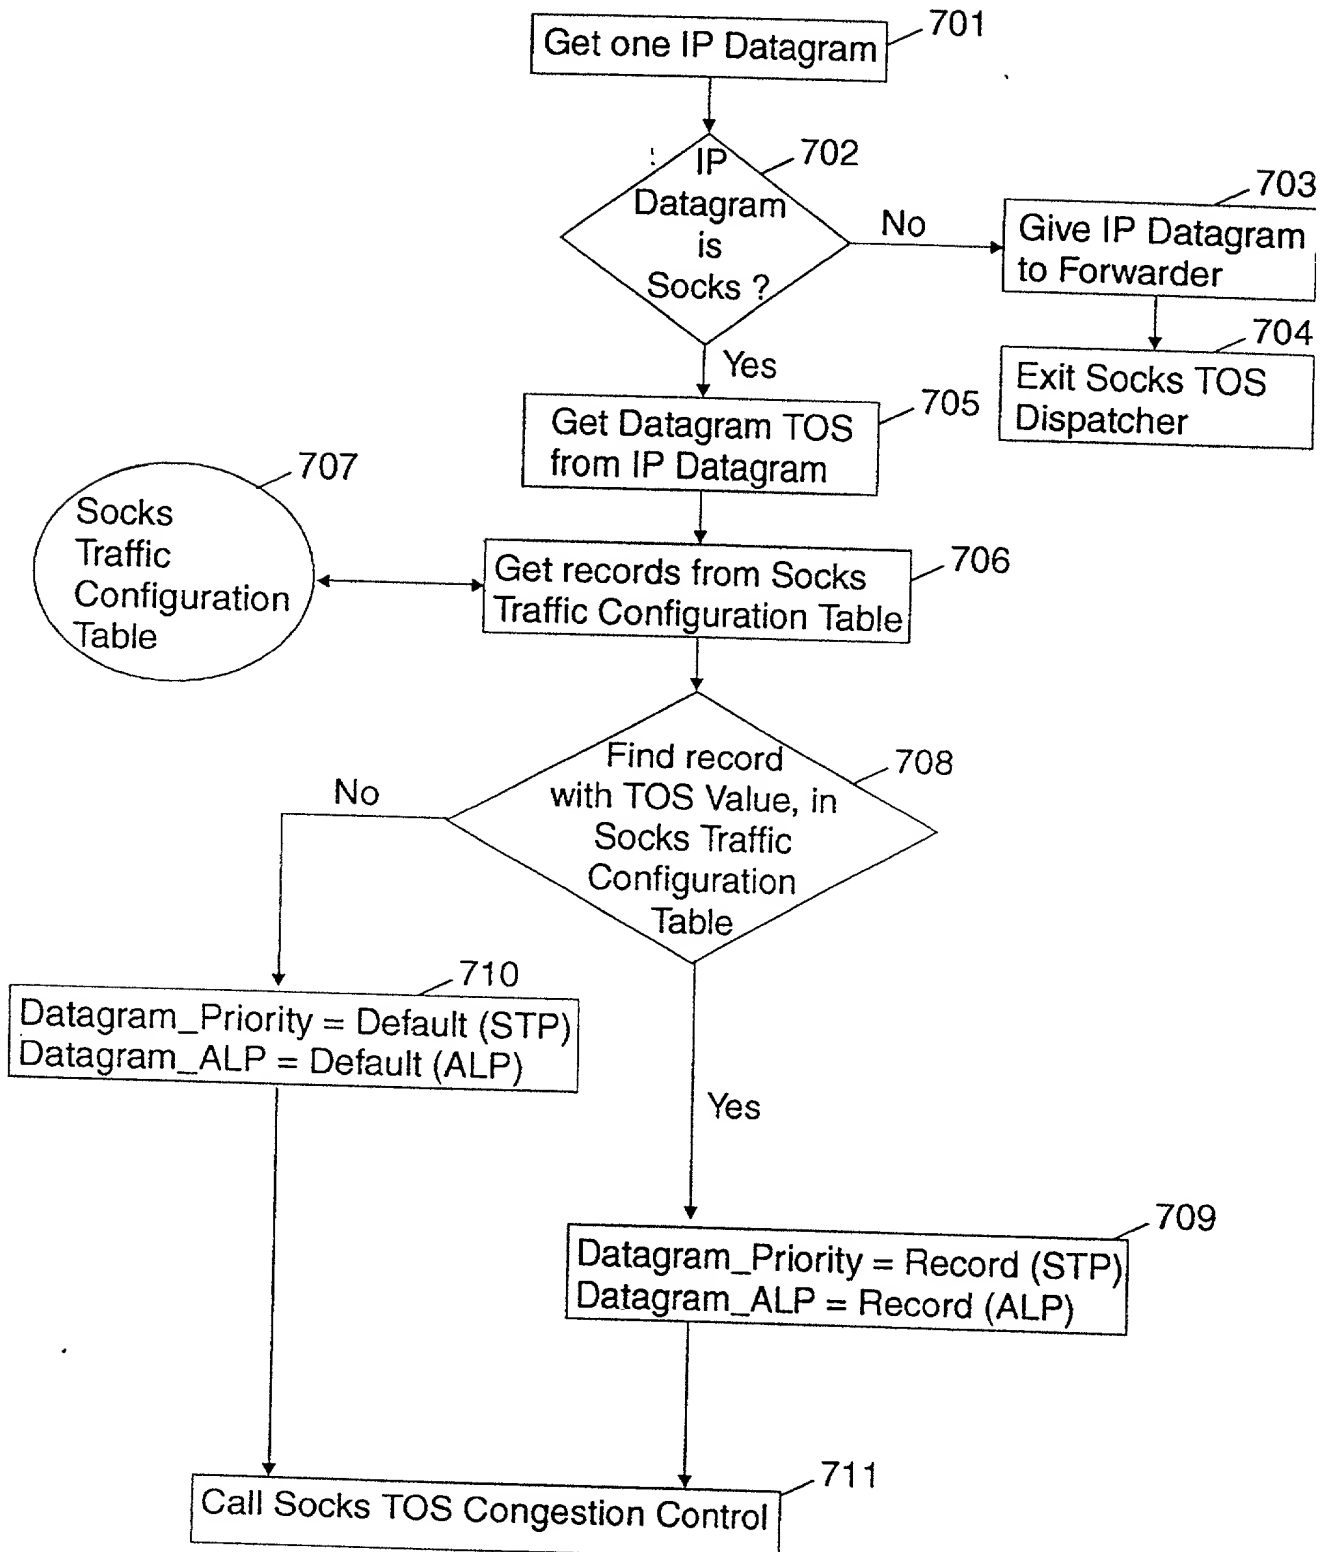 Get one IP Datagram
701
IP
Datagram
is
Socks ?
702
No
703
Give IP Datagram
to Forwarder
704
Exit Socks TOS
Dispatcher
Yes
705
Get Datagram TOS
from IP Datagram
707
Socks
Traffic
Configuration
Table
706
Get records from Socks
Traffic Configuration Table
708
Find record
with TOS Value, in
Socks Traffic
Configuration
Table
No
710
Datagram_Priority = Default (STP)
Datagram_ALP = Default (ALP)
Yes
709
Datagram_Priority = Record (STP)
Datagram_ALP = Record (ALP)
711
Call Socks TOS Congestion Control